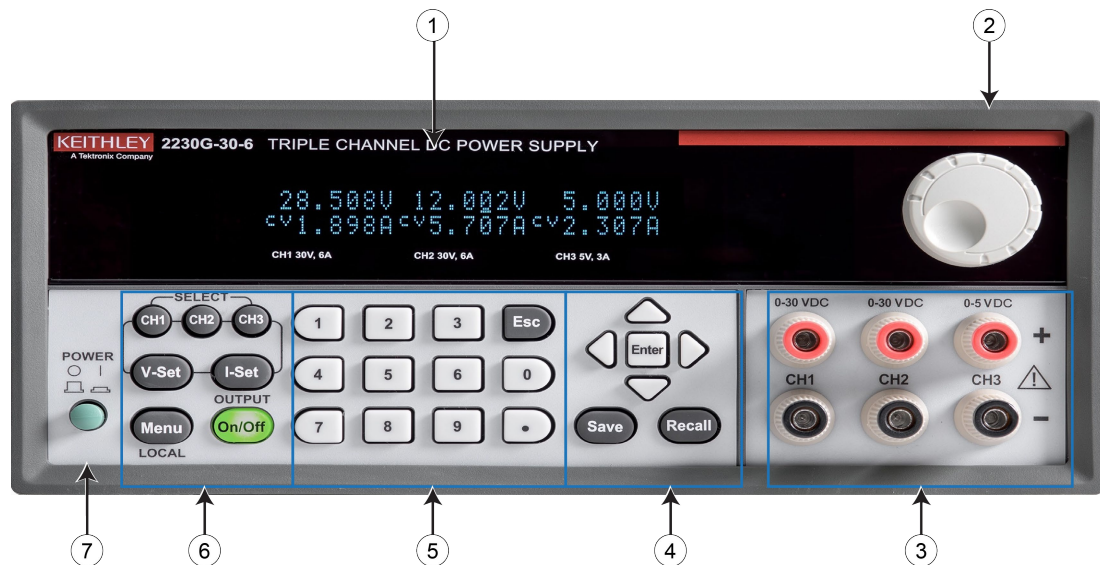 1
2
KEITHLEY 2230G-30-6 TRIPLE CHANNEL DC POWER SUPPLY
A Tektronix Company
28.508V 12.002V 5.000V
CV1.898A CV5.707A CV2.307A
CH1 30V, 6A CH2 30V, 6A CH3 5V, 3A
SELECT
CH1 CH2 CH3
V-Set I-Set
OUTPUT
Menu On/Off
LOCAL
POWER
1 2 3 Esc
4 5 6 0
7 8 9 .
Enter
Save Recall
0-30 VDC 0-30 VDC 0-5 VDC
+
CH1 CH2 CH3
-
7
6
5
4
3